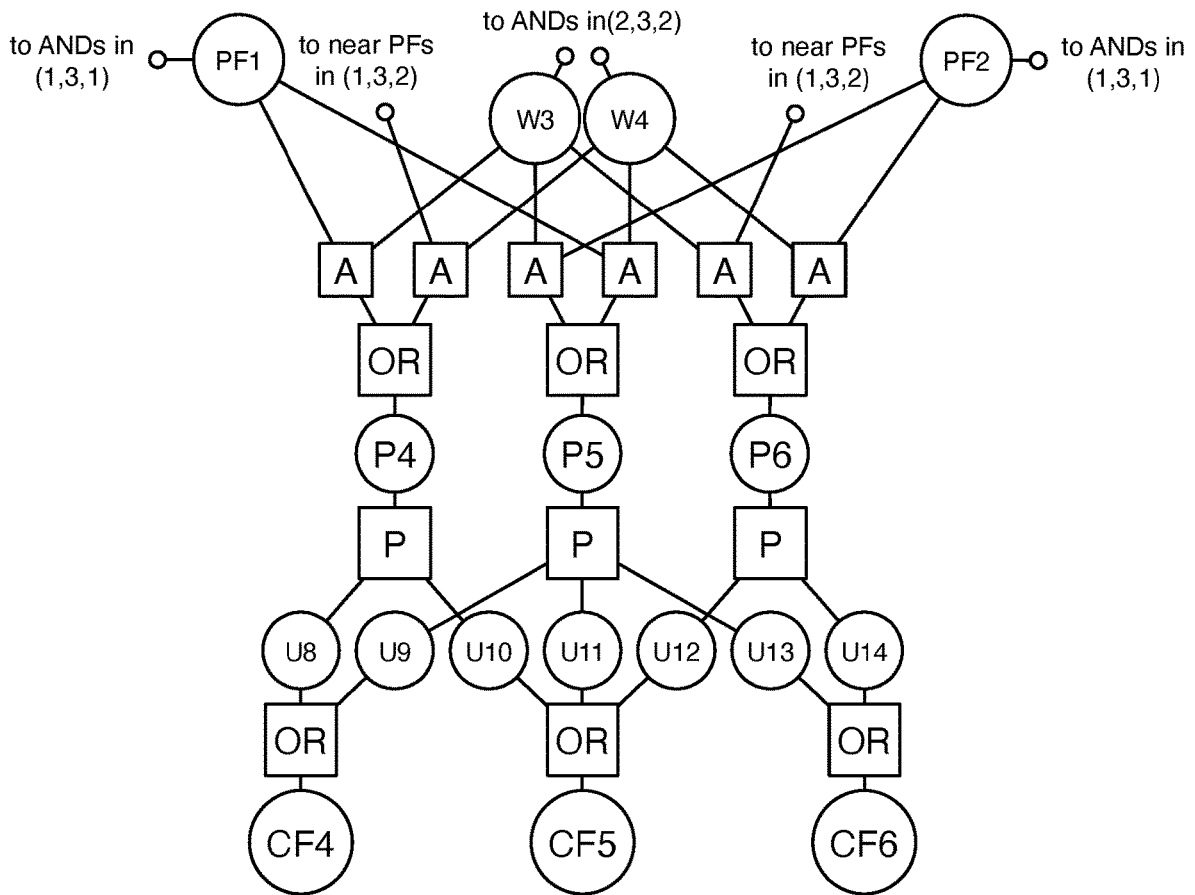 to ANDs in(2,3,2)
to ANDs in
(1,3,1)
PF1
to near PFs
in (1,3,2)
W3
W4
to near PFs
in (1,3,2)
PF2
to ANDs in
(1,3,1)
A
A
A
A
A
A
OR
OR
OR
P4
P5
P6
P
P
P
U8
U9
U10
U11
U12
U13
U14
OR
OR
OR
CF4
CF5
CF6